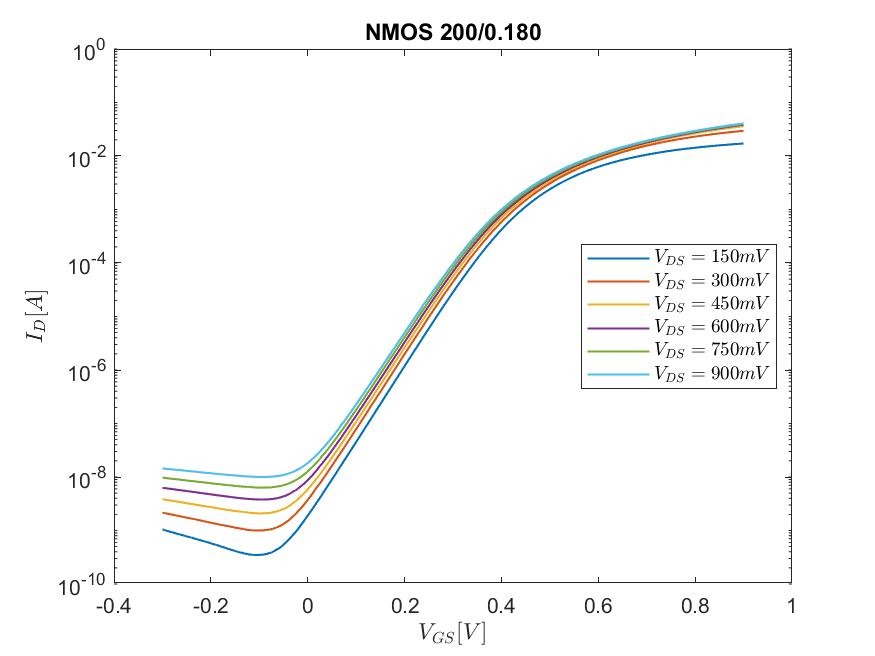 NMOS 200/0.180
10^0
10^-2
10^-4
10^-6
10^-8
10^-10
I_D[A]
V_DS = 150mV
V_DS = 300mV
V_DS = 450mV
V_DS = 600mV
V_DS = 750mV
V_DS = 900mV
-0.4 -0.2 0 0.2 0.4 0.6 0.8 1
V_GS[V]